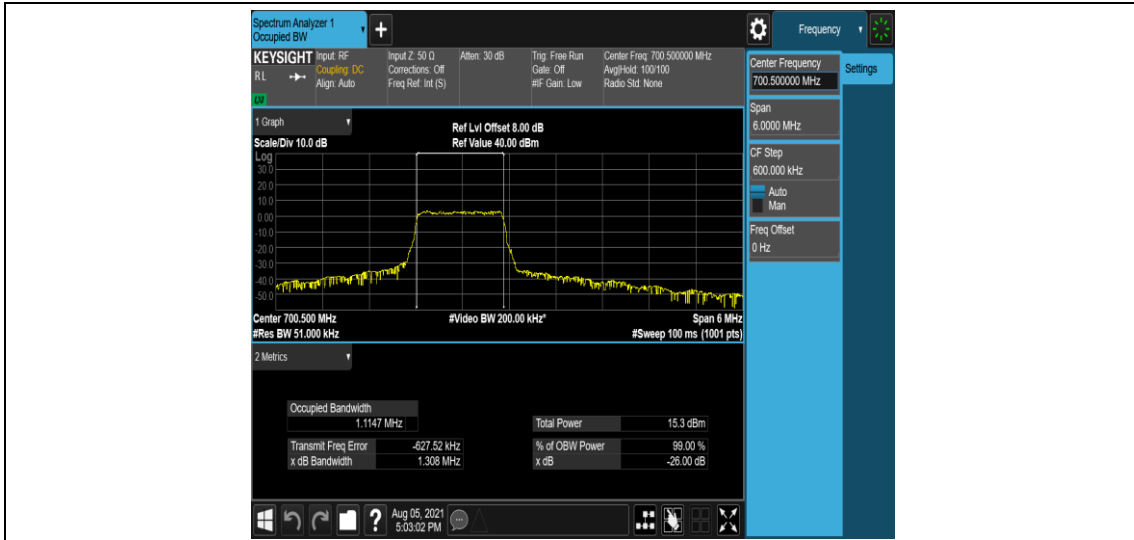 Spectrum Analyzer 1
Occupied BW
Frequency
KEYSIGHT
Input: RF
Input Z: 50 Ω
Atten: 30 dB
Trig: Free Run
Center Freq: 700.500000 MHz
RL
Coupling: DC
Corrections: Off
Gate: Off
Avg|Hold: 100/100
Align: Auto
Freq Ref: Int (S)
#IF Gain: Low
Radio Std: None
Center Frequency
700.500000 MHz
Settings
Span
6.0000 MHz
CF Step
600.000 kHz
Auto
Man
Freq Offset
0 Hz
1 Graph
Ref Lvl Offset 8.00 dB
Scale/Div 10.0 dB
Ref Value 40.00 dBm
Log
30.0
20.0
10.0
0.00
-10.0
-20.0
-30.0
-40.0
-50.0
Center 700.500 MHz
#Video BW 200.00 kHz*
Span 6 MHz
#Res BW 51.000 kHz
#Sweep 100 ms (1001 pts)
2 Metrics
Occupied Bandwidth
1.1147 MHz
Total Power
15.3 dBm
Transmit Freq Error
-627.52 kHz
% of OBW Power
99.00 %
x dB Bandwidth
1.308 MHz
x dB
-26.00 dB
?
Aug 05, 2021
5:03:02 PM